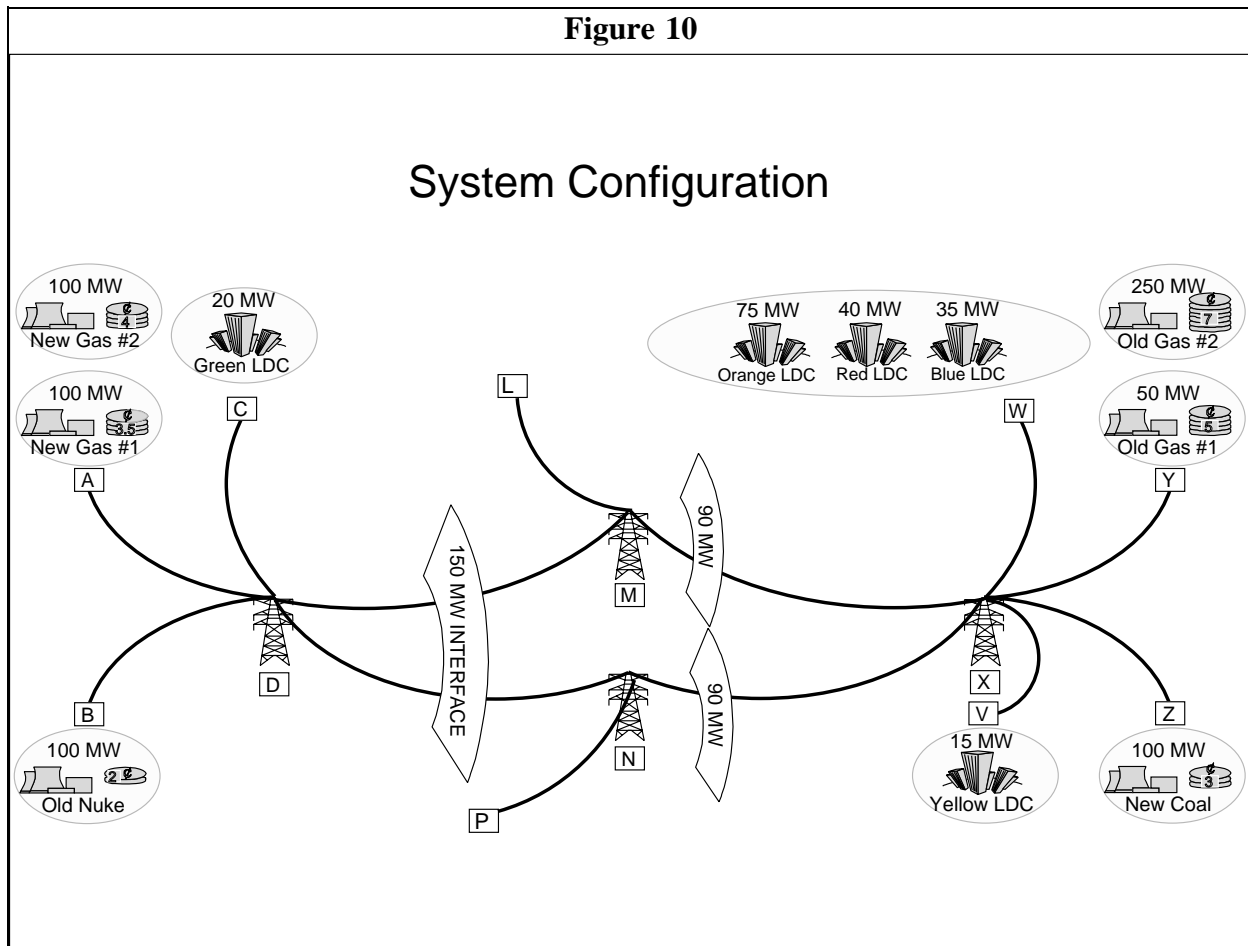 Figure 10
System Configuration
100 MW
¢
4
New Gas #2
20 MW
Green LDC
75 MW
40 MW
35 MW
Orange LDC
Red LDC
Blue LDC
250 MW
¢
7
Old Gas #2
100 MW
¢
3.5
New Gas #1
50 MW
¢
5
Old Gas #1
L
C
W
A
Y
150 MW INTERFACE
90 MW
90 MW
M
D
X
B
V
Z
N
P
100 MW
2 ¢
Old Nuke
15 MW
Yellow LDC
100 MW
¢
3
New Coal